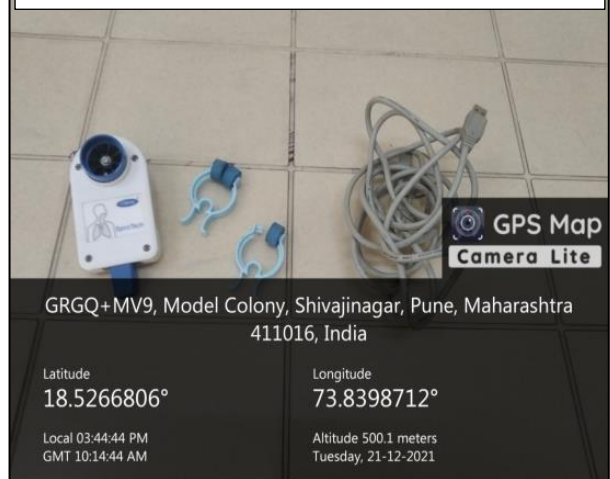 GPS Map
Camera Lite
GRGQ+MV9, Model Colony, Shivajinagar, Pune, Maharashtra
411016, India
Latitude
18.5266806°
Longitude
73.8398712°
Local 03:44:44 PM
GMT 10:14:44 AM
Altitude 500.1 meters
Tuesday, 21-12-2021